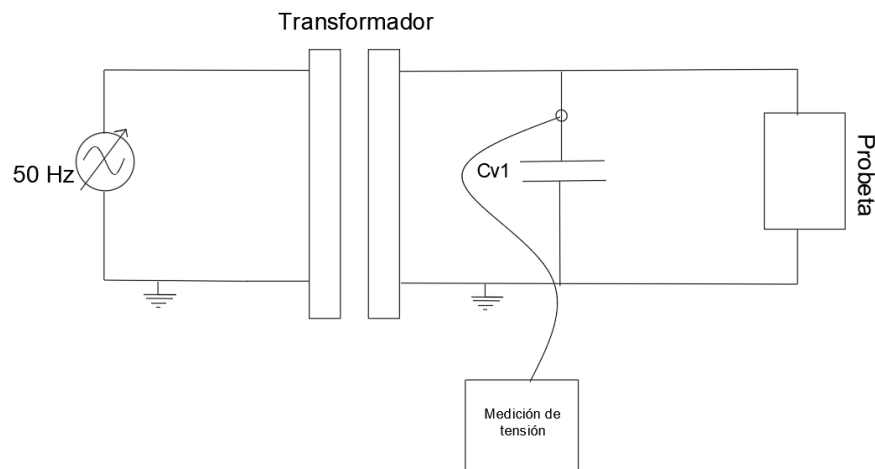 Transformador
50 Hz
Cv1
Probeta
Medición de
tensión